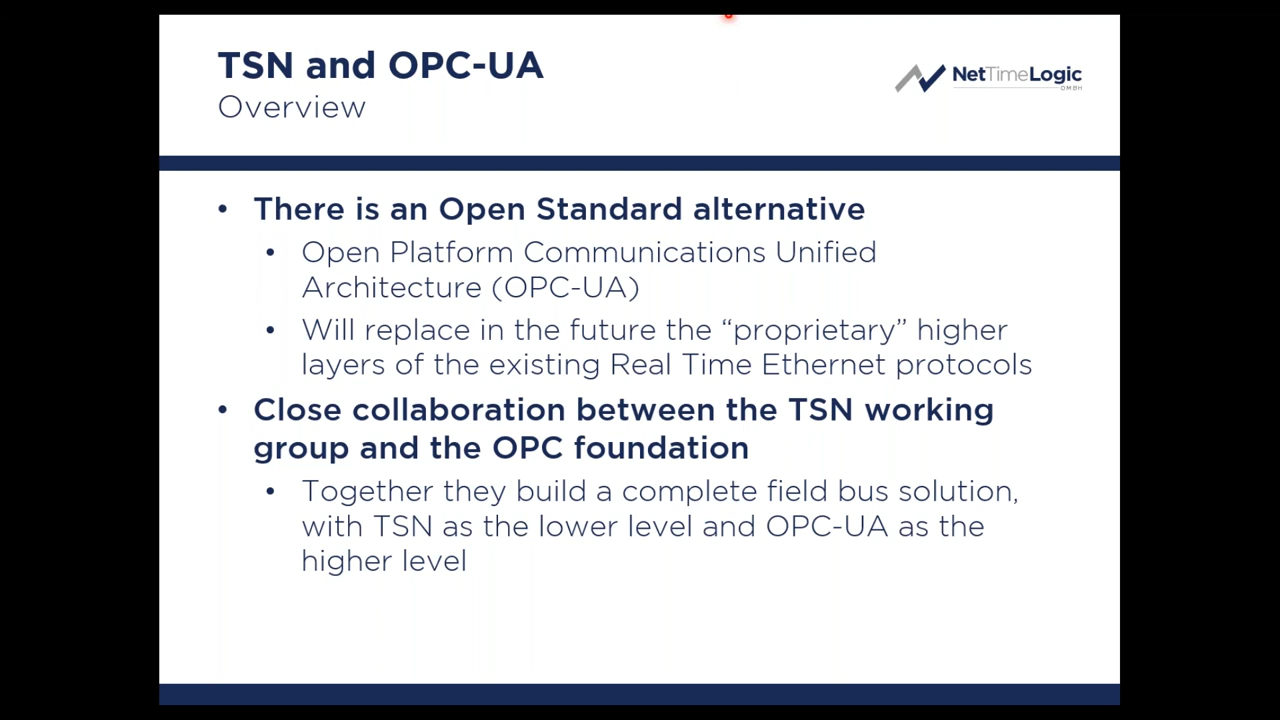 TSN and OPC-UA
Overview
NetTimeLogic
GMBH
• There is an Open Standard alternative
• Open Platform Communications Unified
Architecture (OPC-UA)
• Will replace in the future the “proprietary” higher
layers of the existing Real Time Ethernet protocols
• Close collaboration between the TSN working
group and the OPC foundation
• Together they build a complete field bus solution,
with TSN as the lower level and OPC-UA as the
higher level